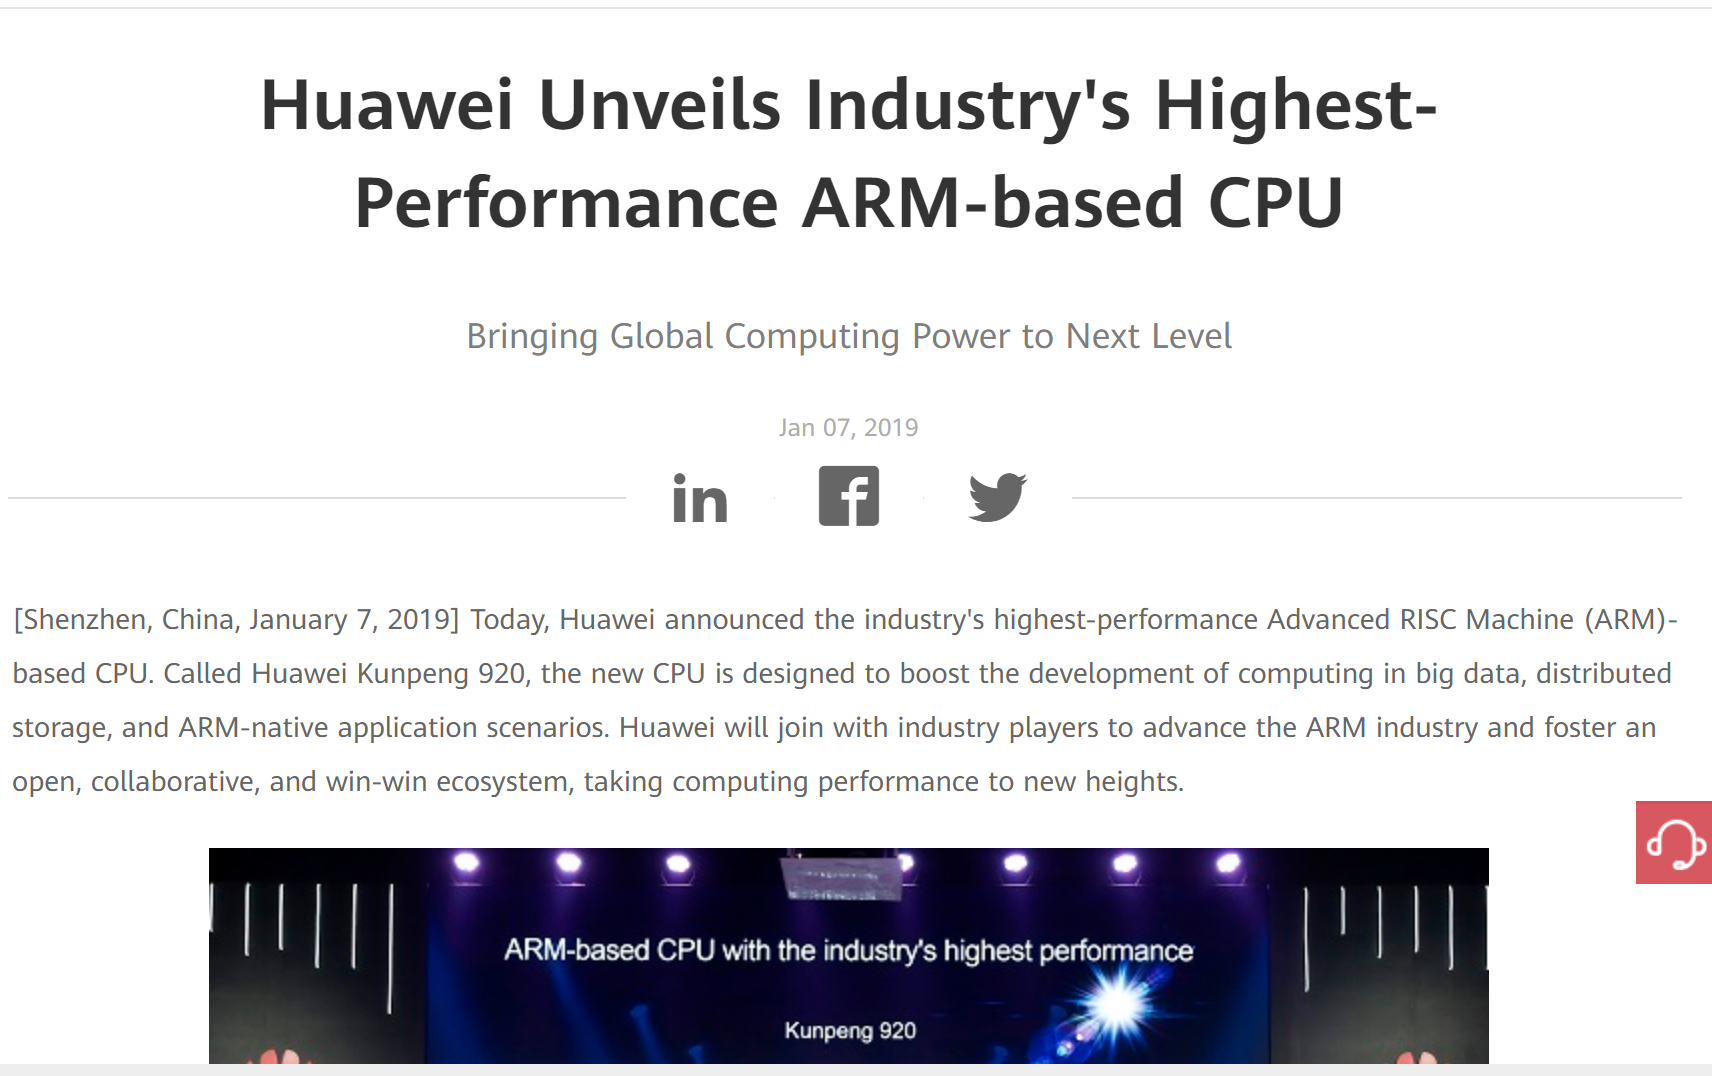 Huawei Unveils Industry's Highest-
Performance ARM-based CPU
Bringing Global Computing Power to Next Level
Jan 07, 2019
in
f
[Shenzhen, China, January 7, 2019] Today, Huawei announced the industry's highest-performance Advanced RISC Machine (ARM)-
based CPU. Called Huawei Kunpeng 920, the new CPU is designed to boost the development of computing in big data, distributed
storage, and ARM-native application scenarios. Huawei will join with industry players to advance the ARM industry and foster an
open, collaborative, and win-win ecosystem, taking computing performance to new heights.
ARM-based CPU with the industry's highest performance
Kunpeng 920